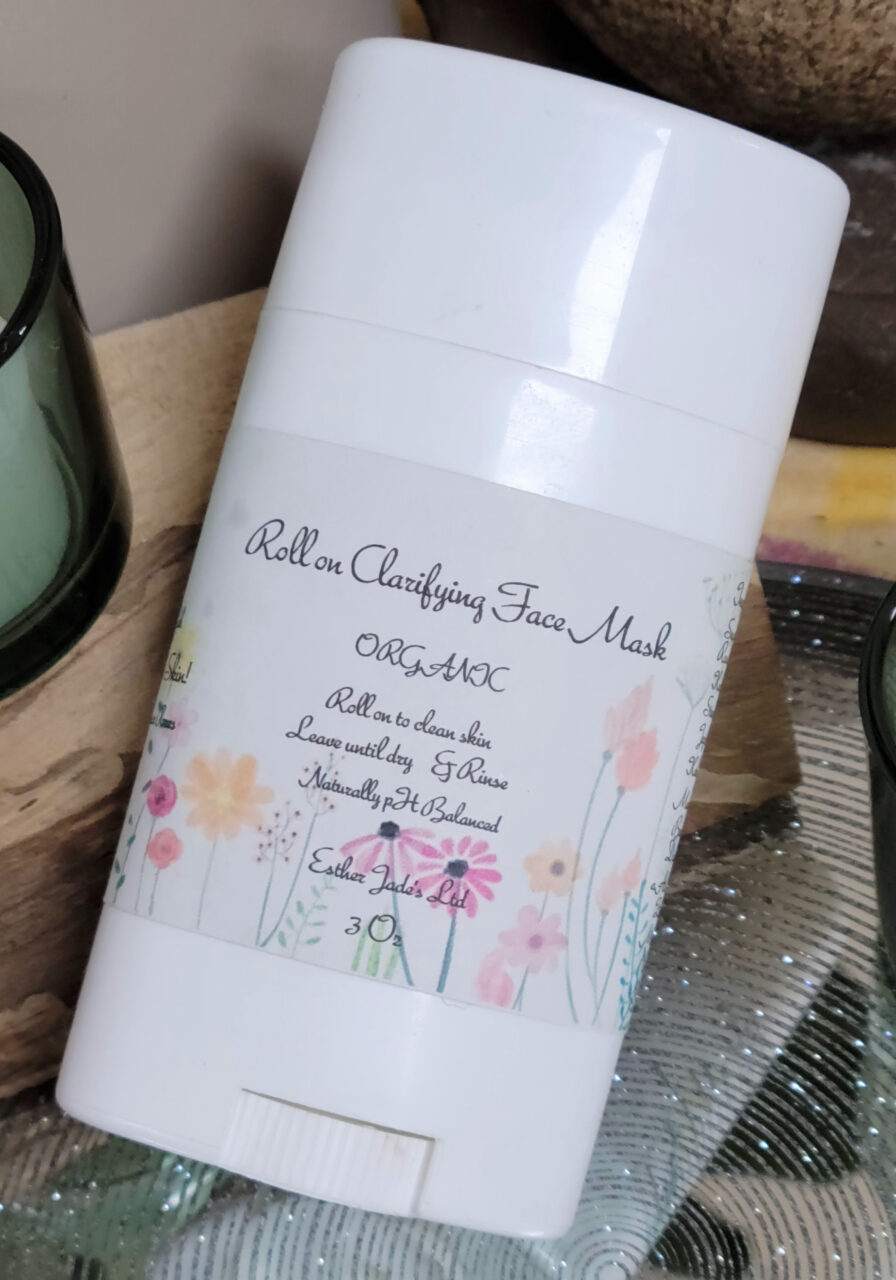 Roll on Clarifying Face Mask
ORGANIC
Roll on to clean skin
Leave until dry & Rinse
Naturally pH Balanced
Esther Jade's Ltd
3 Oz
Skin!